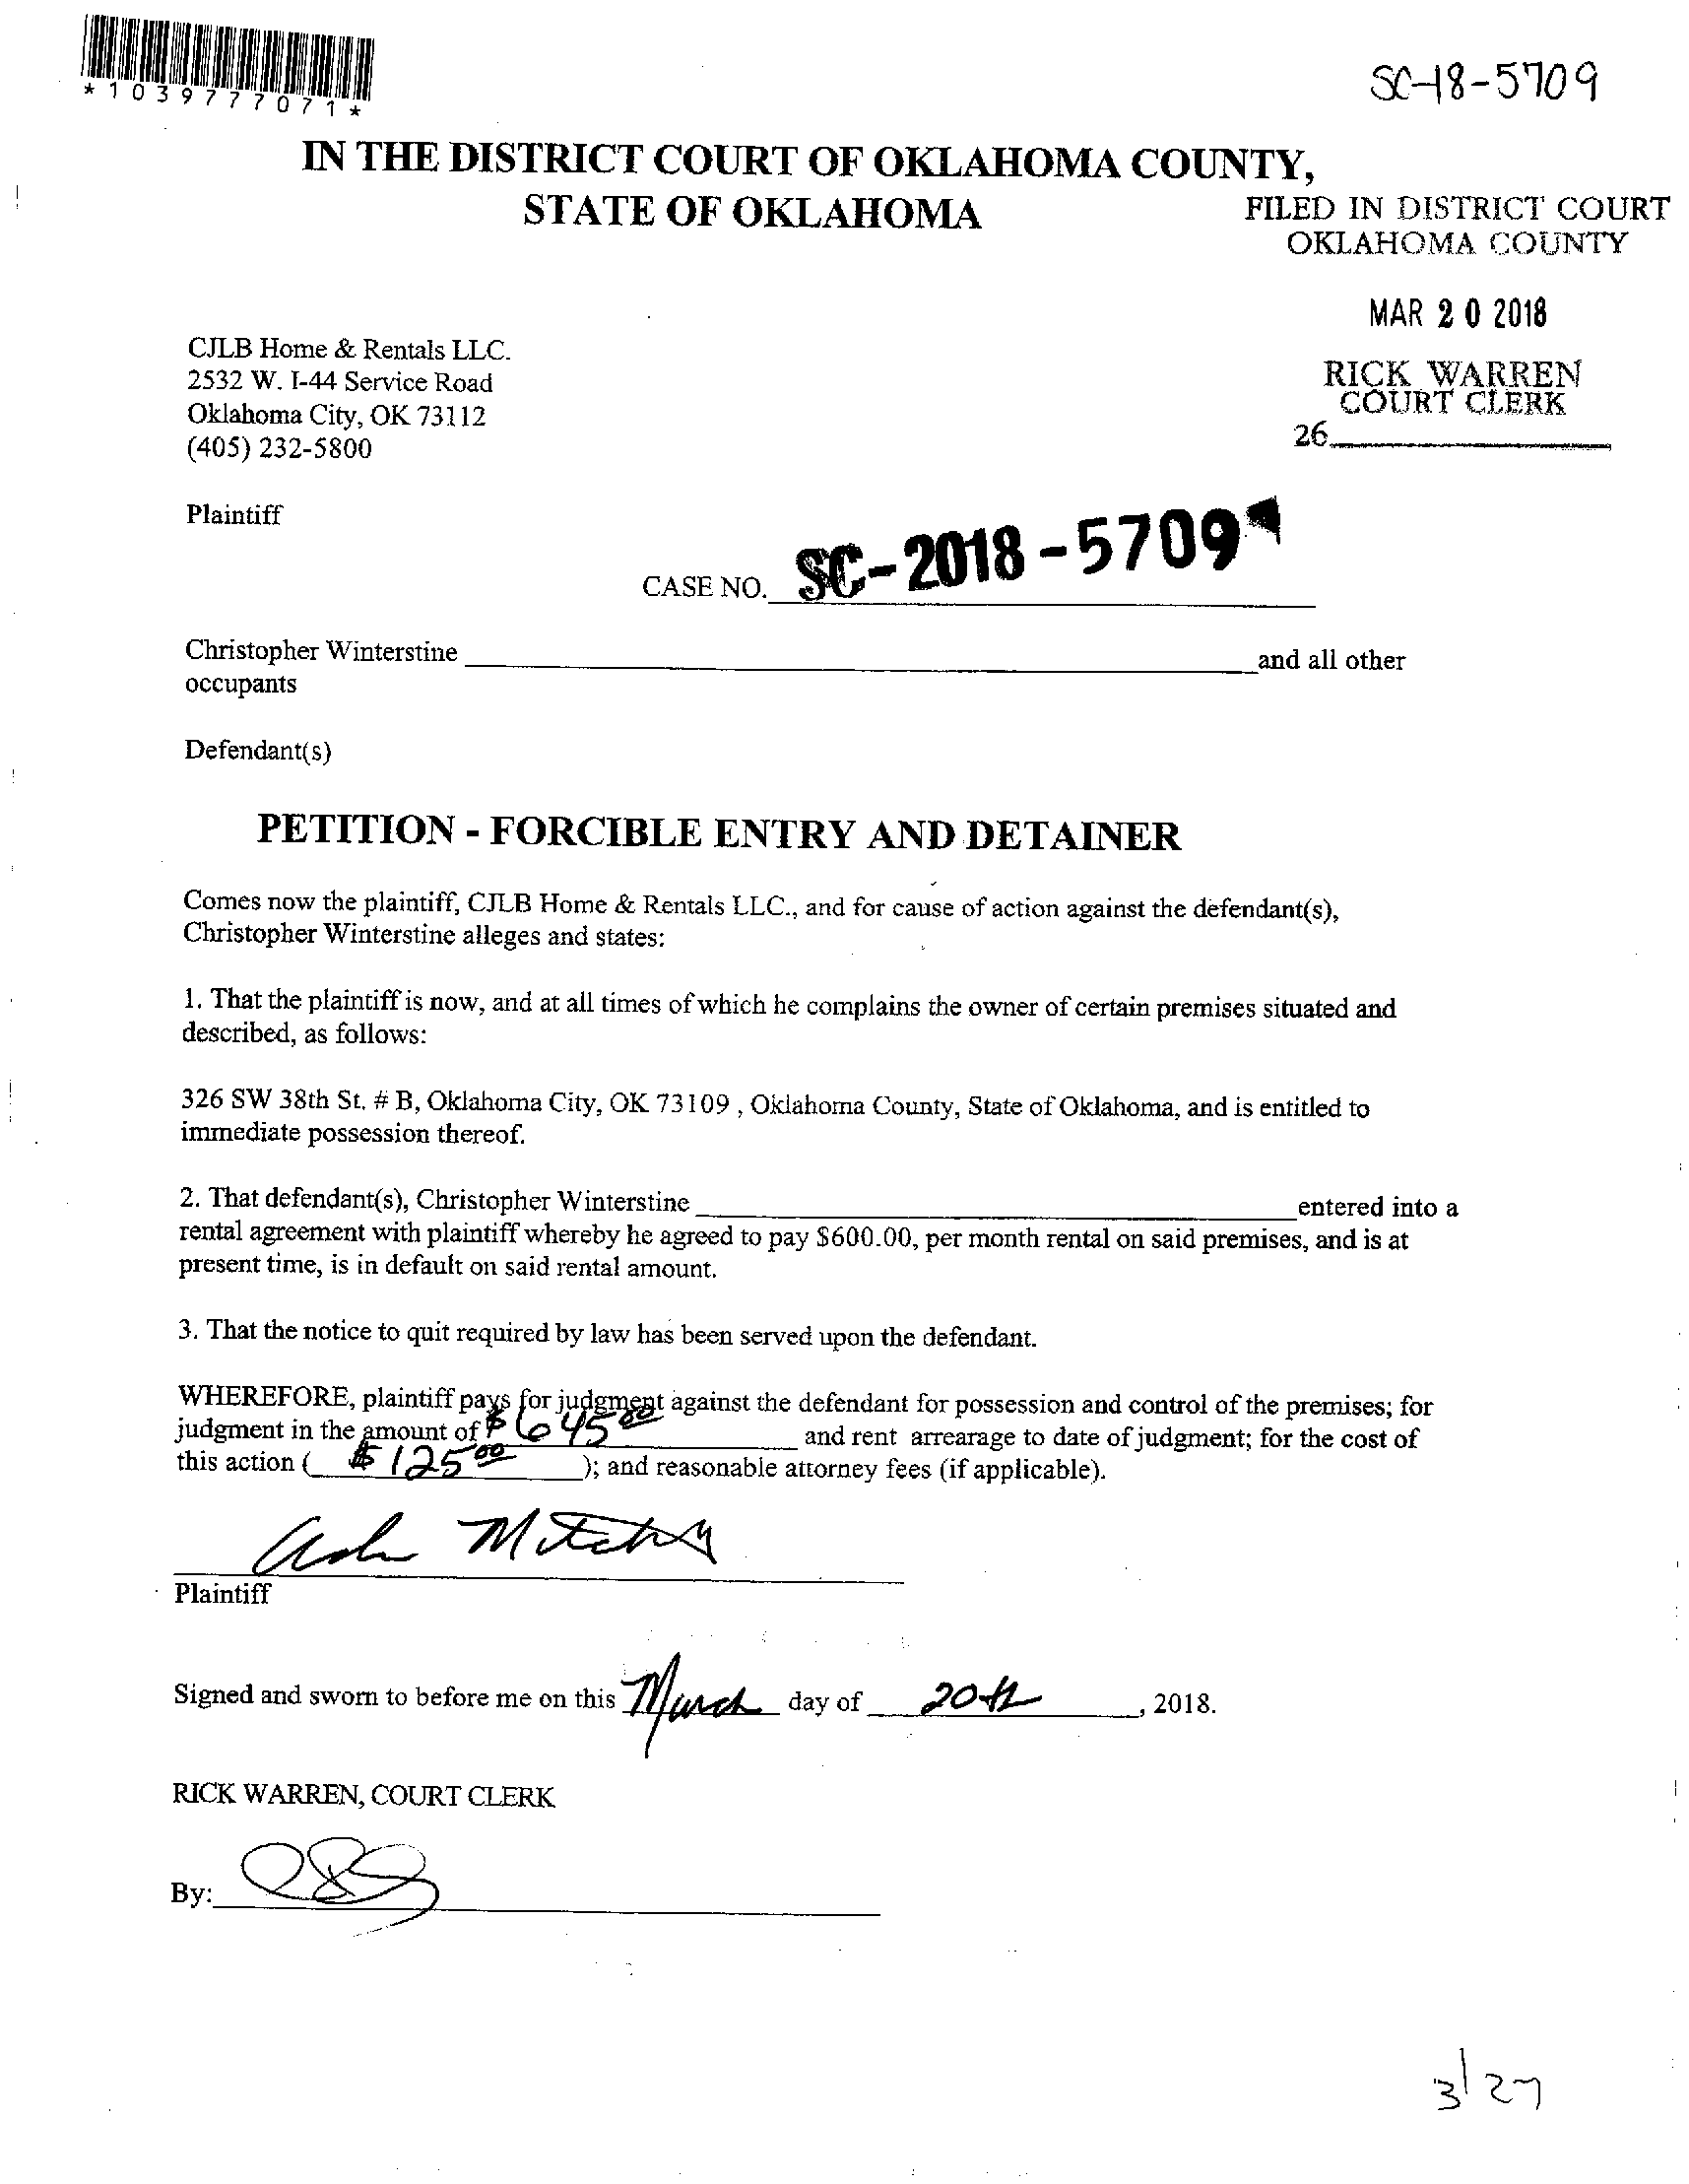 *1039777071*
SC-18-5709
IN THE DISTRICT COURT OF OKLAHOMA COUNTY,
STATE OF OKLAHOMA
FILED IN DISTRICT COURT
OKLAHOMA COUNTY
MAR 20 2018
RICK WARREN
COURT CLERK
26
CJLB Home & Rentals LLC.
2532 W. I-44 Service Road
Oklahoma City, OK 73112
(405) 232-5800
Plaintiff
CASE NO. SC-2018-5709
Christopher Winterstine and all other
occupants
Defendant(s)
PETITION - FORCIBLE ENTRY AND DETAINER
Comes now the plaintiff, CJLB Home & Rentals LLC., and for cause of action against the defendant(s),
Christopher Winterstine alleges and states:
1. That the plaintiff is now, and at all times of which he complains the owner of certain premises situated and
described, as follows:
326 SW 38th St. # B, Oklahoma City, OK 73109 , Oklahoma County, State of Oklahoma, and is entitled to
immediate possession thereof.
2. That defendant(s), Christopher Winterstine entered into a
rental agreement with plaintiff whereby he agreed to pay $600.00, per month rental on said premises, and is at
present time, is in default on said rental amount.
3. That the notice to quit required by law has been served upon the defendant.
WHEREFORE, plaintiff pays for judgment against the defendant for possession and control of the premises; for
judgment in the amount of $645.00 and rent arrearage to date of judgment; for the cost of
this action ( $125.00 ); and reasonable attorney fees (if applicable).
Plaintiff
Signed and sworn to before me on this March day of 20th, 2018.
RICK WARREN, COURT CLERK
By:
3/27